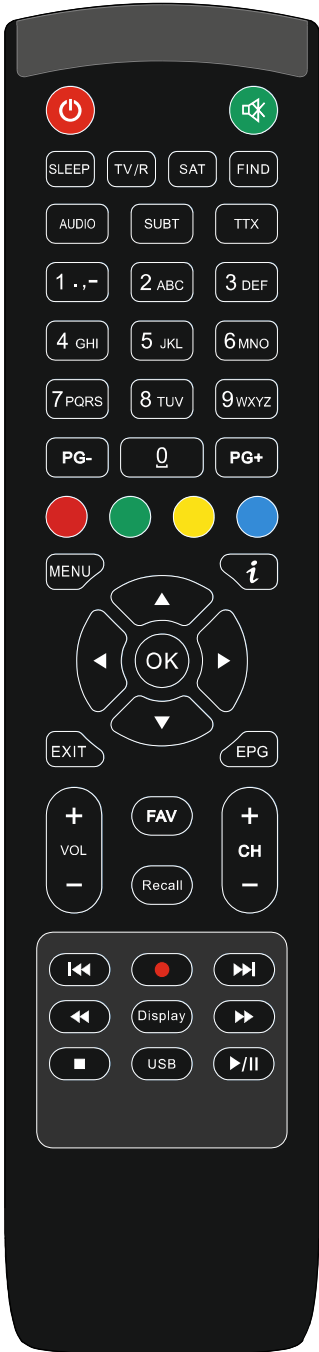 SLEEP TV/R SAT FIND
AUDIO SUBT TTX
1 .,- 2 ABC 3 DEF
4 GHI 5 JKL 6 MNO
7 PQRS 8 TUV 9 WXYZ
PG- 0 PG+
MENU i
OK
EXIT EPG
+ FAV +
VOL CH
- Recall -
Display
USB